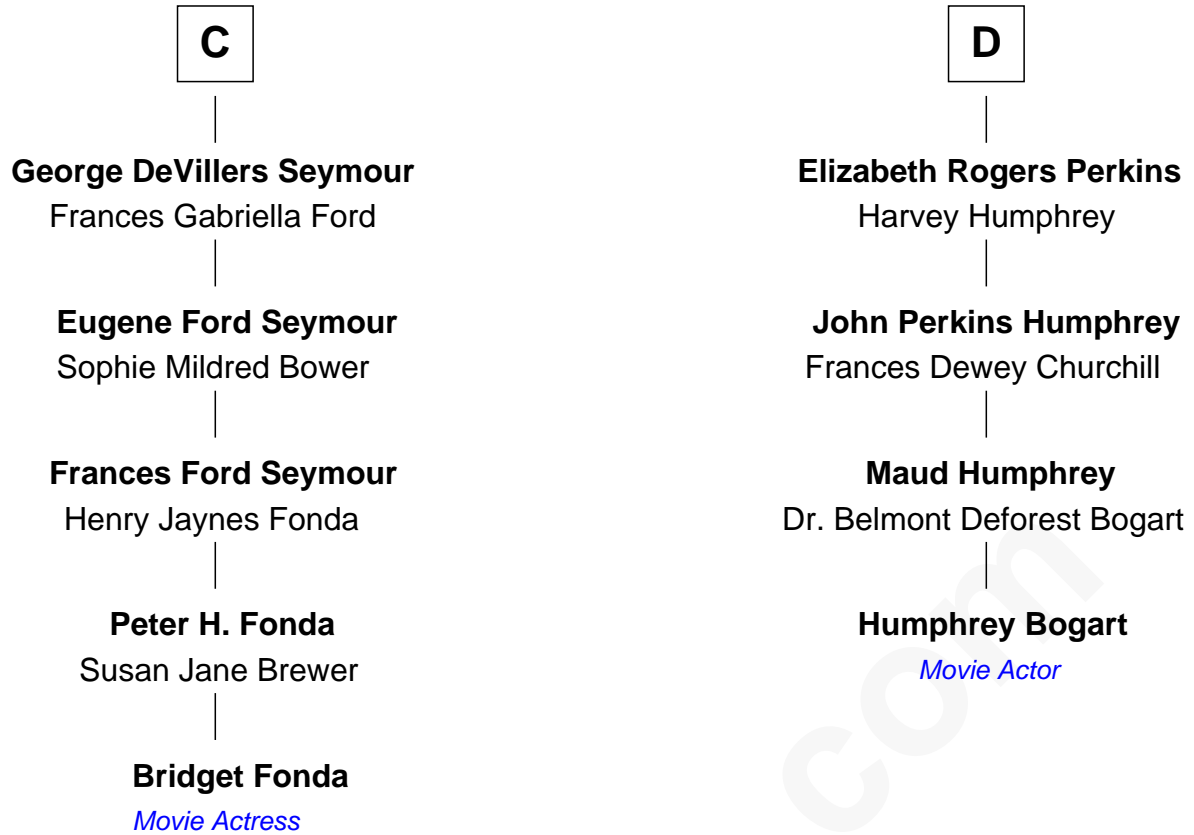 C
George DeVillers Seymour
Frances Gabriella Ford
Eugene Ford Seymour
Sophie Mildred Bower
Frances Ford Seymour
Henry Jaynes Fonda
Peter H. Fonda
Susan Jane Brewer
Bridget Fonda
Movie Actress
D
Elizabeth Rogers Perkins
Harvey Humphrey
John Perkins Humphrey
Frances Dewey Churchill
Maud Humphrey
Dr. Belmont Deforest Bogart
Humphrey Bogart
Movie Actor
com